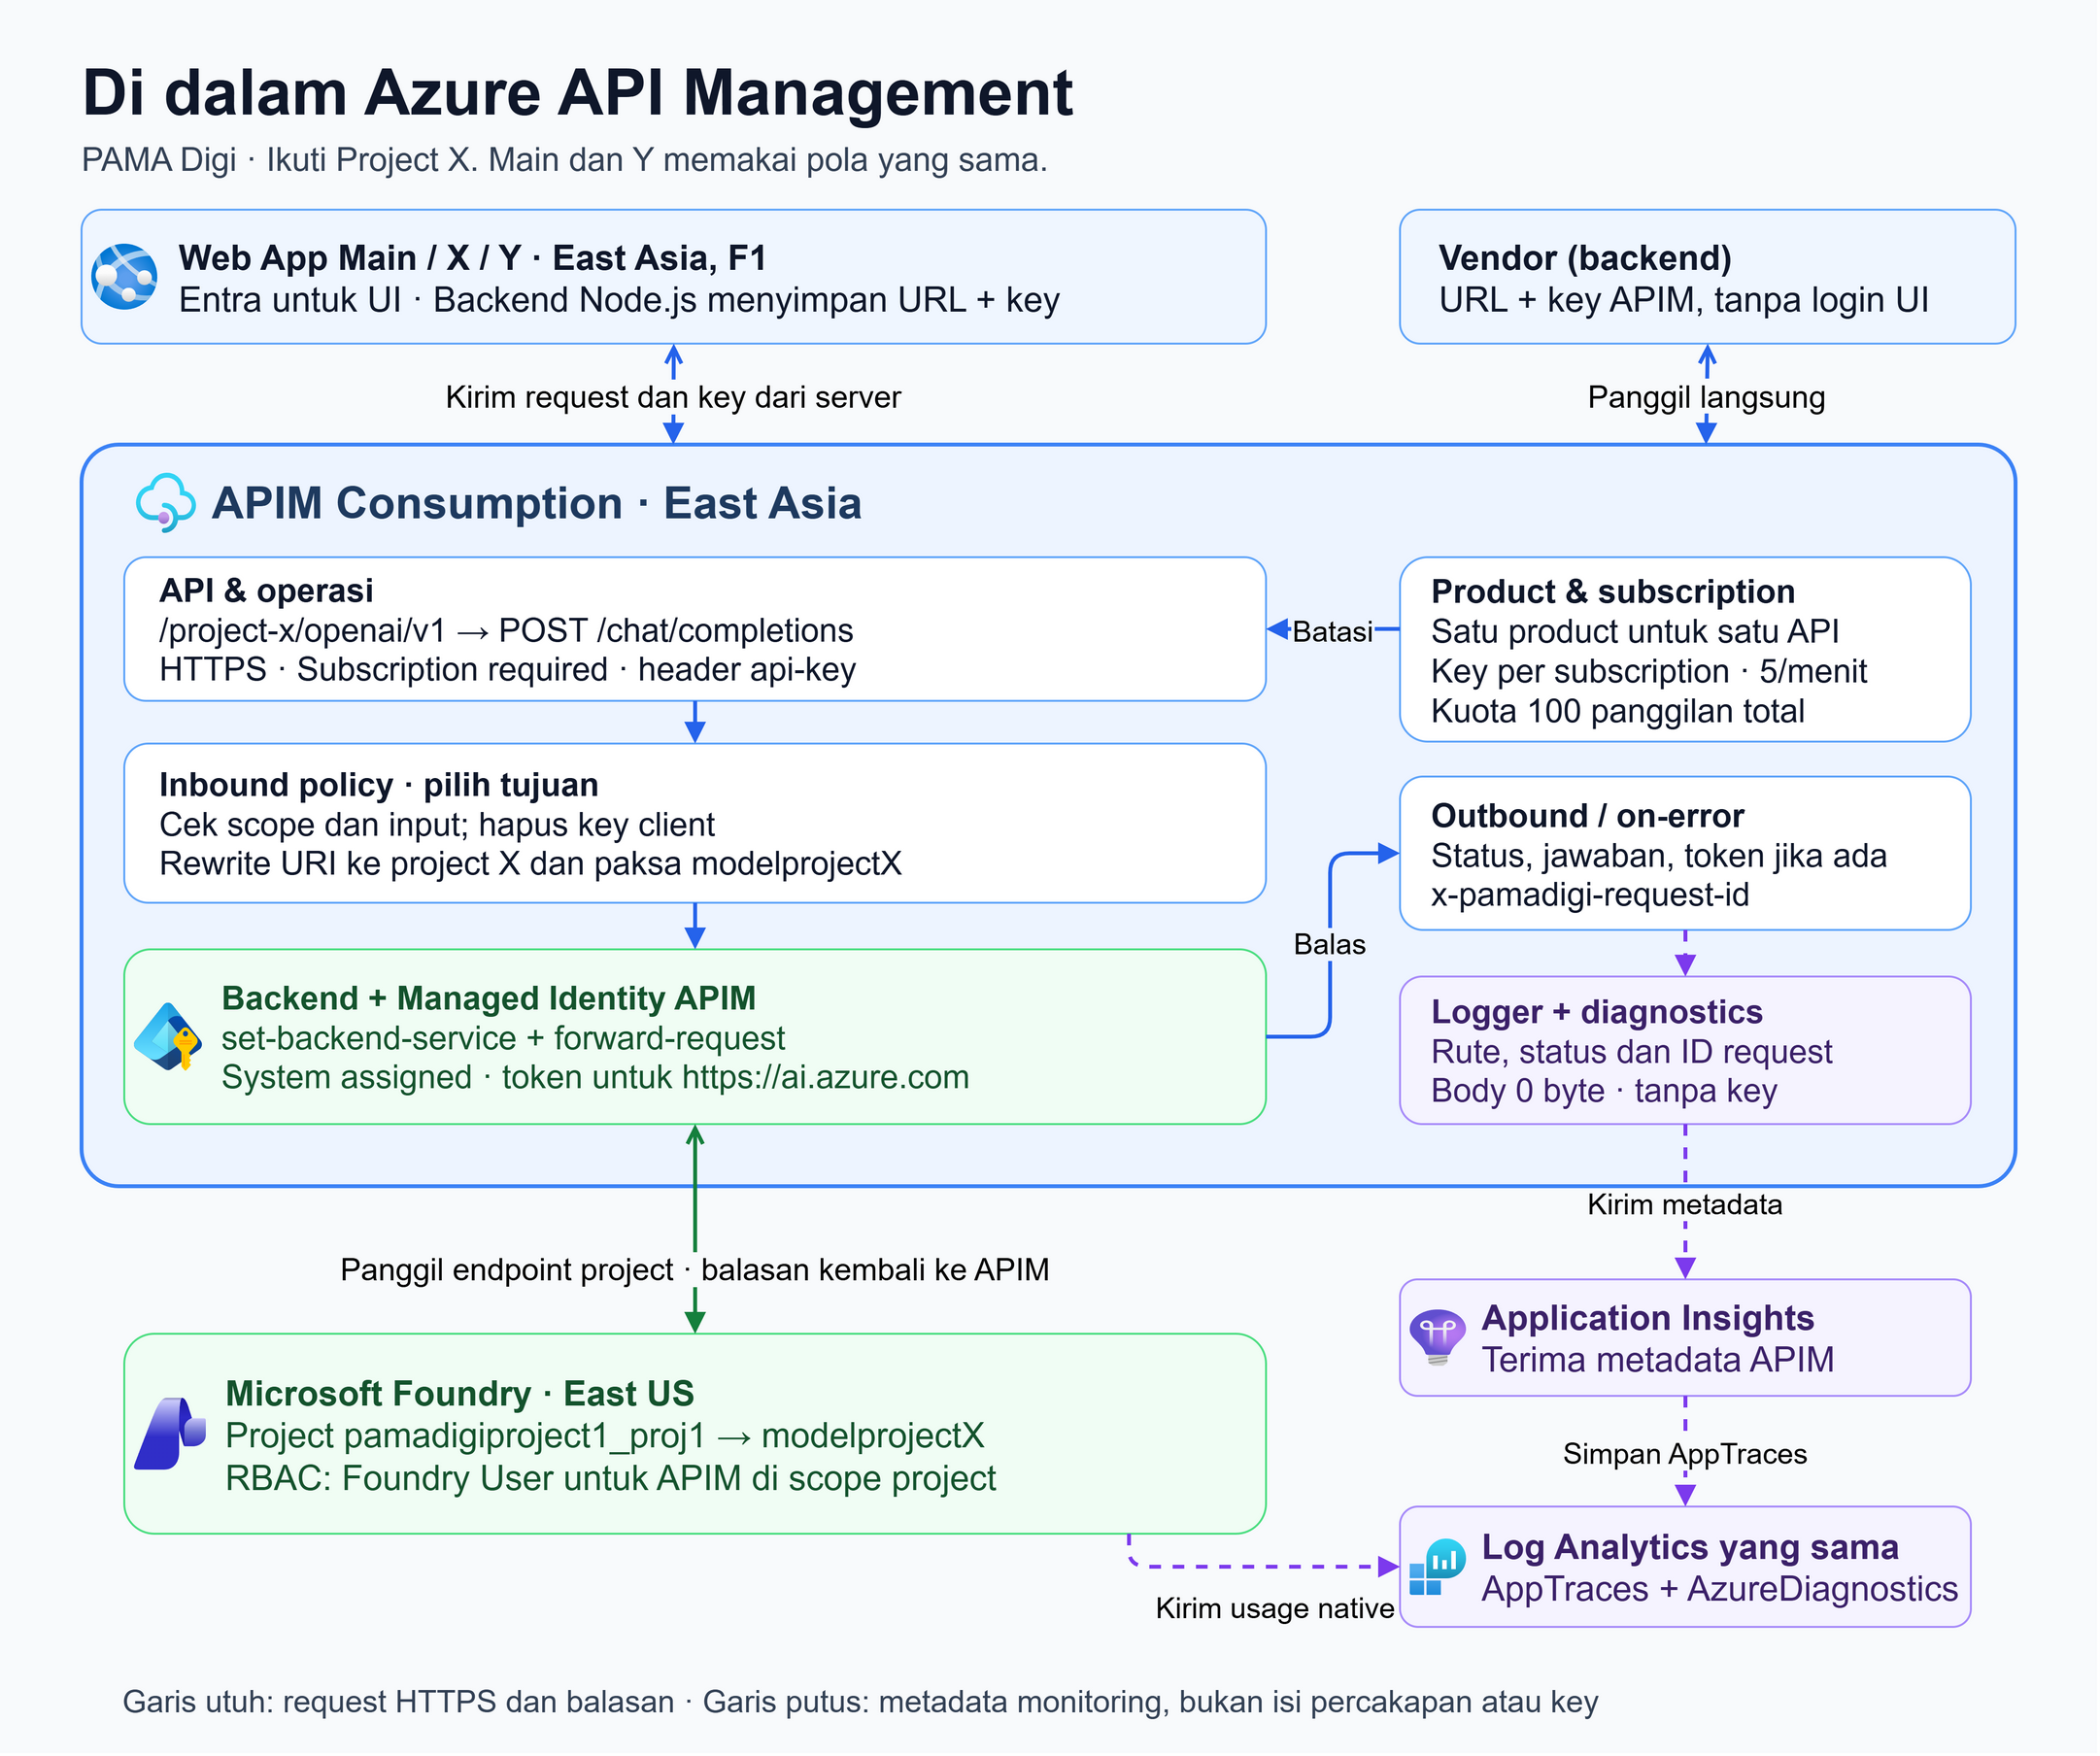 Di dalam Azure API Management
PAMA Digi · Ikuti Project X. Main dan Y memakai pola yang sama.
Web App Main / X / Y · East Asia, F1
Entra untuk UI · Backend Node.js menyimpan URL + key
Vendor (backend)
URL + key APIM, tanpa login UI
Kirim request dan key dari server
Panggil langsung
APIM Consumption · East Asia
API & operasi
/project-x/openai/v1 → POST /chat/completions
HTTPS · Subscription required · header api-key
Batasi
Product & subscription
Satu product untuk satu API
Key per subscription · 5/menit
Kuota 100 panggilan total
Inbound policy · pilih tujuan
Cek scope dan input; hapus key client
Rewrite URI ke project X dan paksa modelprojectX
Outbound / on-error
Status, jawaban, token jika ada
x-pamadigi-request-id
Balas
Backend + Managed Identity APIM
set-backend-service + forward-request
System assigned · token untuk https://ai.azure.com
Logger + diagnostics
Rute, status dan ID request
Body 0 byte · tanpa key
Kirim metadata
Panggil endpoint project · balasan kembali ke APIM
Application Insights
Terima metadata APIM
Microsoft Foundry · East US
Project pamadigiproject1_proj1 → modelprojectX
RBAC: Foundry User untuk APIM di scope project
Simpan AppTraces
Log Analytics yang sama
AppTraces + AzureDiagnostics
Kirim usage native
Garis utuh: request HTTPS dan balasan · Garis putus: metadata monitoring, bukan isi percakapan atau key